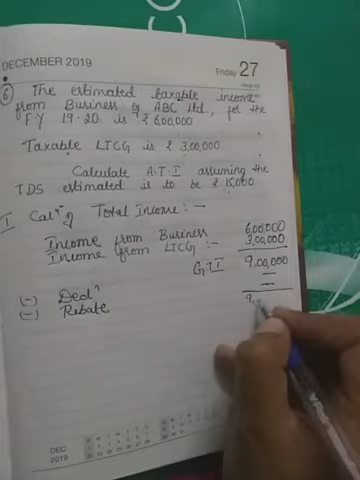 DECEMBER 2019
Friday 27
6 The estimated taxable income
from Business of ABC Ltd., for the
F.Y 19-20 is ₹ 6,00,000
Taxable LTCG is ₹ 3,00,000
Calculate A.T.I assuming the
TDS estimated is to be ₹ 15,000
I Calⁿ of Total Income :-
Income from Business 6,00,000
Income from LTCG :- 3,00,000
G.T.I 9,00,000
(-) Dedⁿ —
(-) Rebate —
9,
DEC
2019